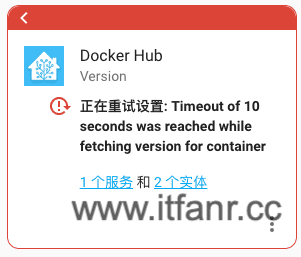 Docker Hub
Version
正在重试设置: Timeout of 10
seconds was reached while
fetching version for container
1 个服务 和 2 个实体
www.itfanr.cc